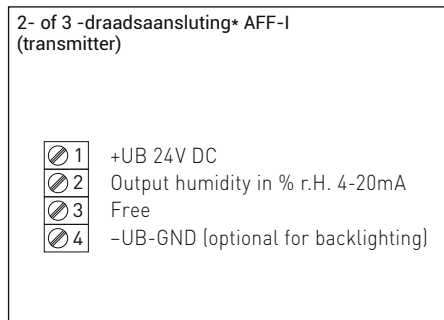 2- of 3 -draadsaansluting* AFF-I
(transmitter)
1 +UB 24V DC
2 Output humidity in % r.H. 4-20mA
3 Free
4 –UB-GND (optional for backlighting)